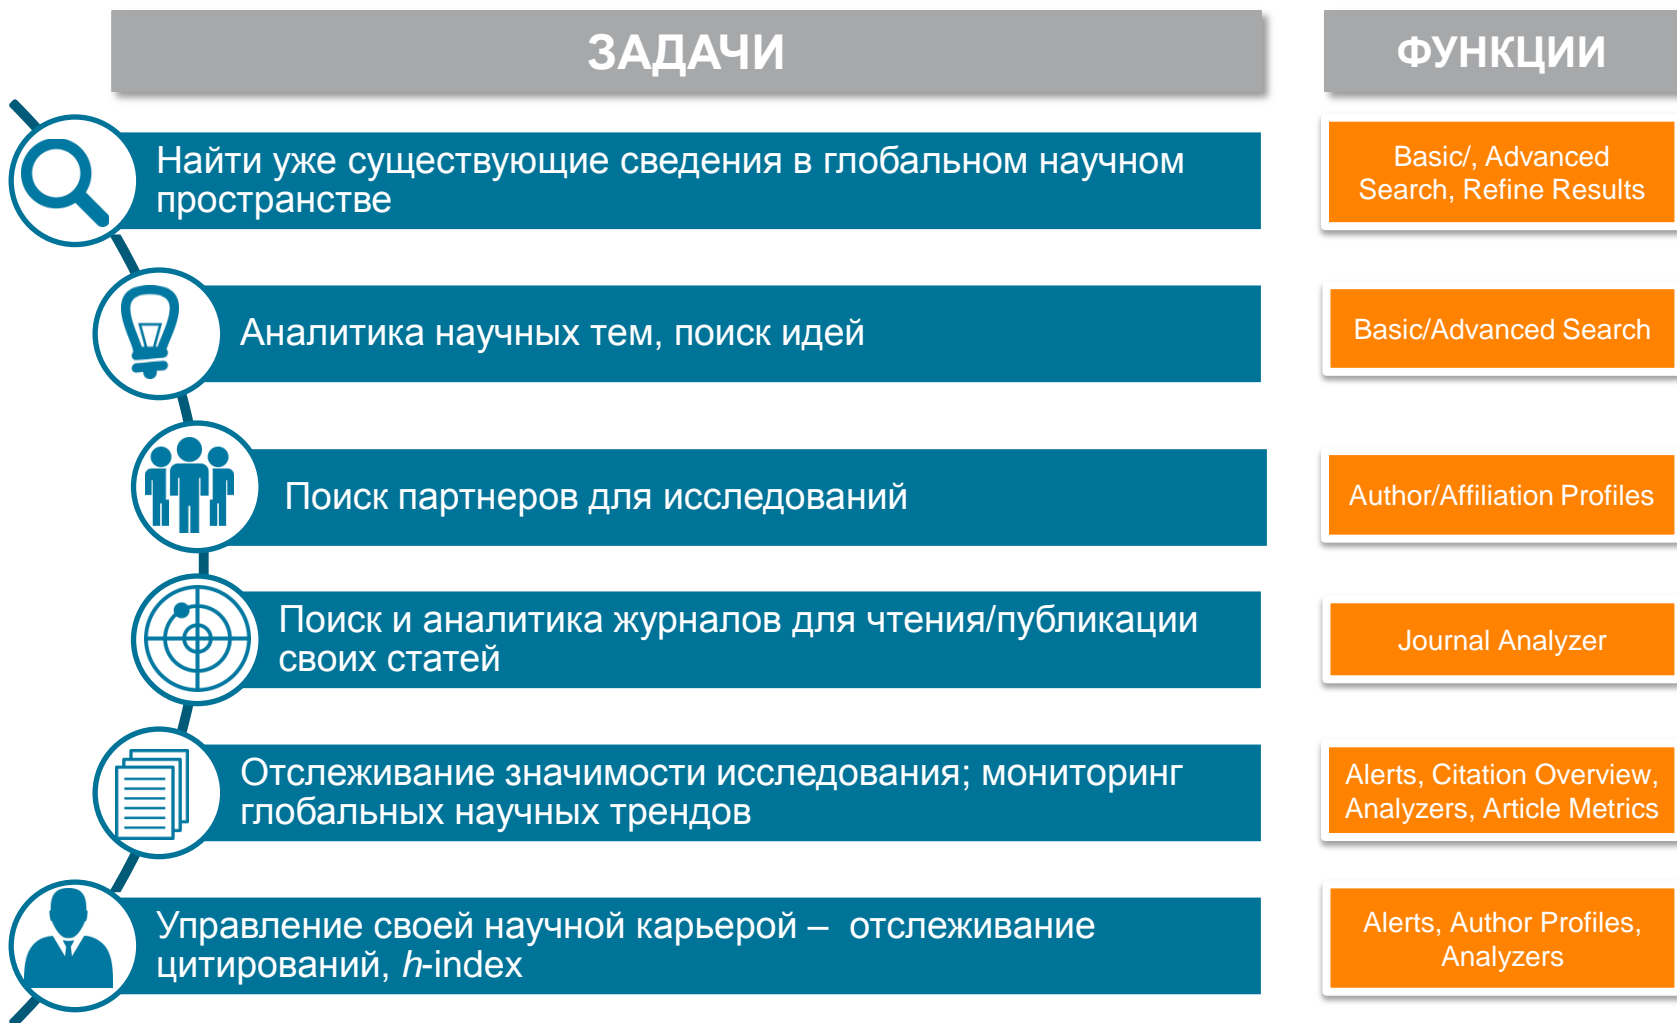 ЗАДАЧИ
ФУНКЦИИ
Найти уже существующие сведения в глобальном научном
пространстве
Basic/, Advanced
Search, Refine Results
Аналитика научных тем, поиск идей
Basic/Advanced Search
Поиск партнеров для исследований
Author/Affiliation Profiles
Поиск и аналитика журналов для чтения/публикации
своих статей
Journal Analyzer
Отслеживание значимости исследования; мониторинг
глобальных научных трендов
Alerts, Citation Overview,
Analyzers, Article Metrics
Управление своей научной карьерой – отслеживание
цитирований, h-index
Alerts, Author Profiles,
Analyzers